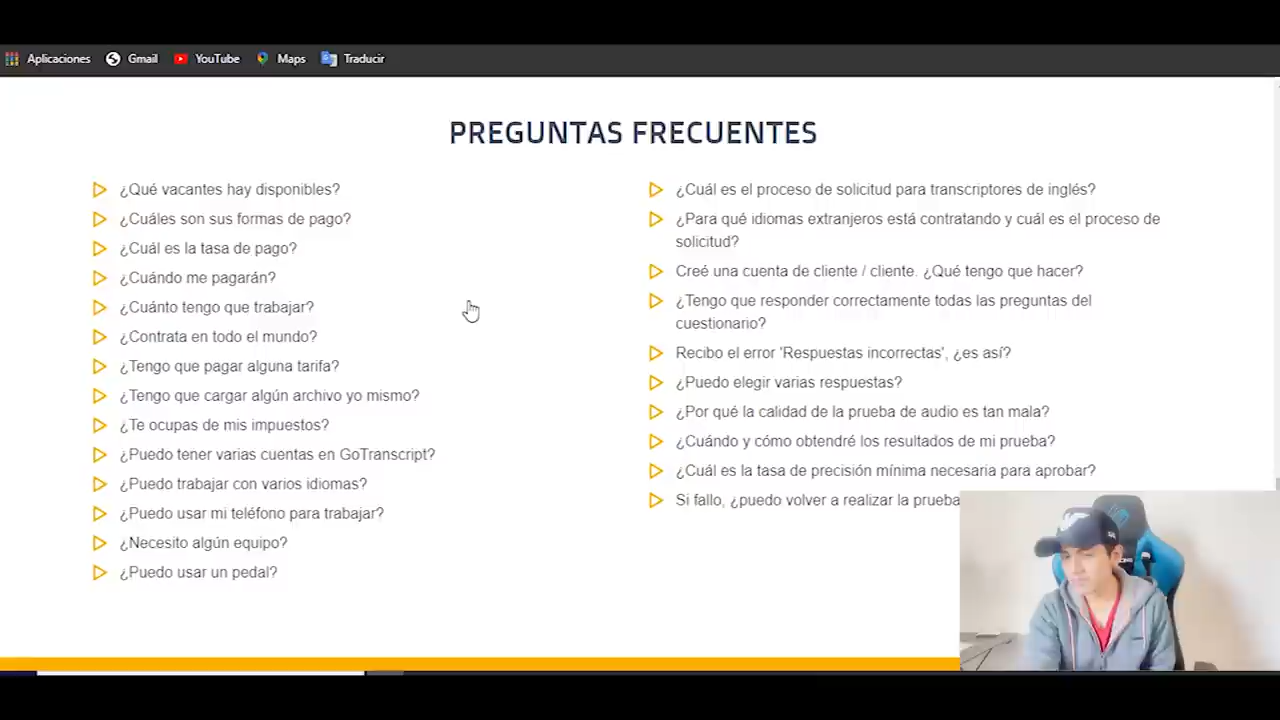 Aplicaciones Gmail YouTube Maps Traducir
PREGUNTAS FRECUENTES
¿Qué vacantes hay disponibles?
¿Cuáles son sus formas de pago?
¿Cuál es la tasa de pago?
¿Cuándo me pagarán?
¿Cuánto tengo que trabajar?
¿Contrata en todo el mundo?
¿Tengo que pagar alguna tarifa?
¿Tengo que cargar algún archivo yo mismo?
¿Te ocupas de mis impuestos?
¿Puedo tener varias cuentas en GoTranscript?
¿Puedo trabajar con varios idiomas?
¿Puedo usar mi teléfono para trabajar?
¿Necesito algún equipo?
¿Puedo usar un pedal?
¿Cuál es el proceso de solicitud para transcriptores de inglés?
¿Para qué idiomas extranjeros está contratando y cuál es el proceso de
solicitud?
Creé una cuenta de cliente / cliente. ¿Qué tengo que hacer?
¿Tengo que responder correctamente todas las preguntas del
cuestionario?
Recibo el error 'Respuestas incorrectas', ¿es así?
¿Puedo elegir varias respuestas?
¿Por qué la calidad de la prueba de audio es tan mala?
¿Cuándo y cómo obtendré los resultados de mi prueba?
¿Cuál es la tasa de precisión mínima necesaria para aprobar?
Si fallo, ¿puedo volver a realizar la prueba